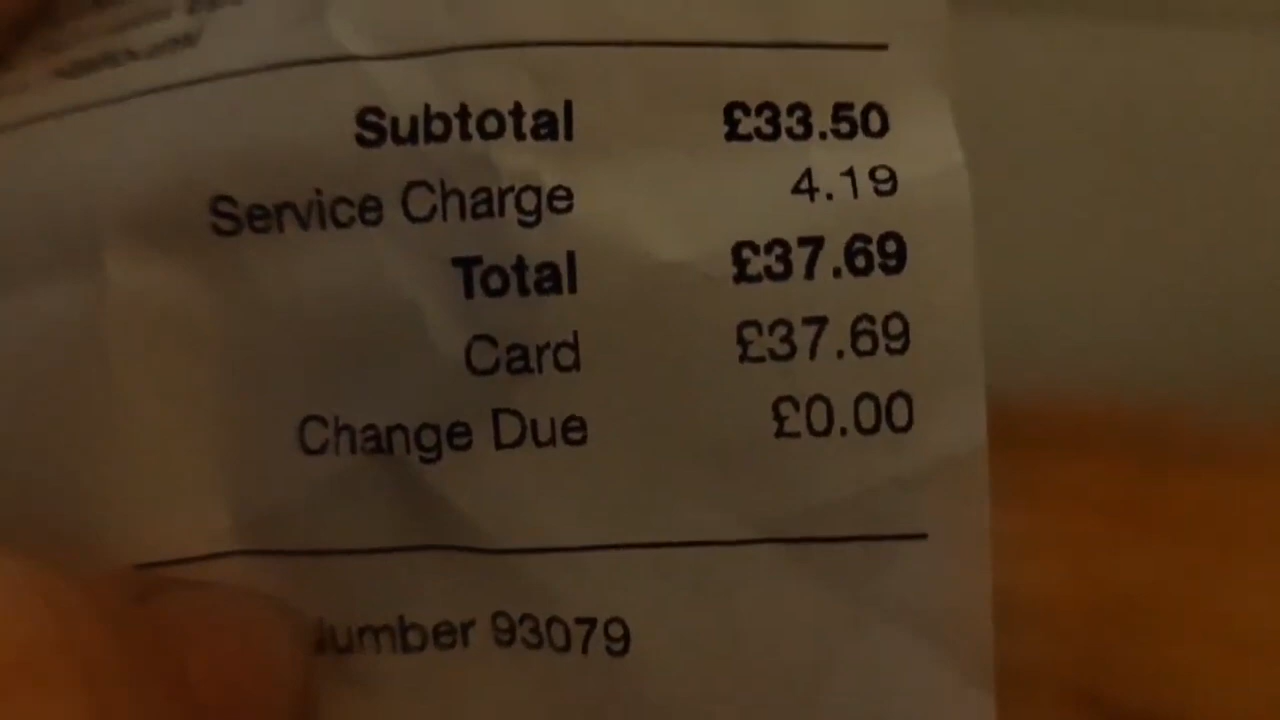 Subtotal £33.50
Service Charge 4.19
Total £37.69
Card £37.69
Change Due £0.00
umber 93079